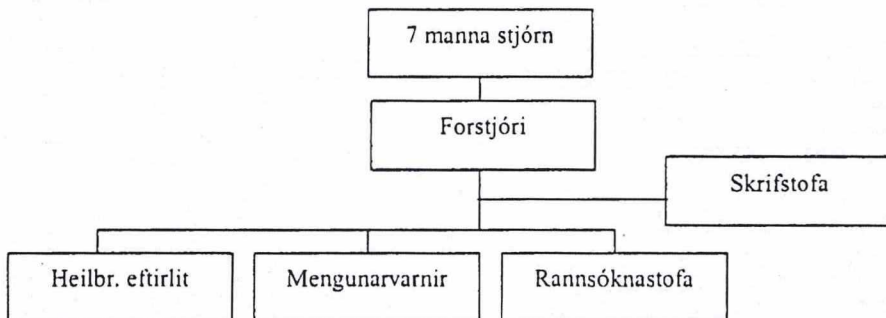 7 manna stjórn
Forstjóri
Skrifstofa
Heilbr. eftirlit
Mengunarvarnir
Rannsóknastofa